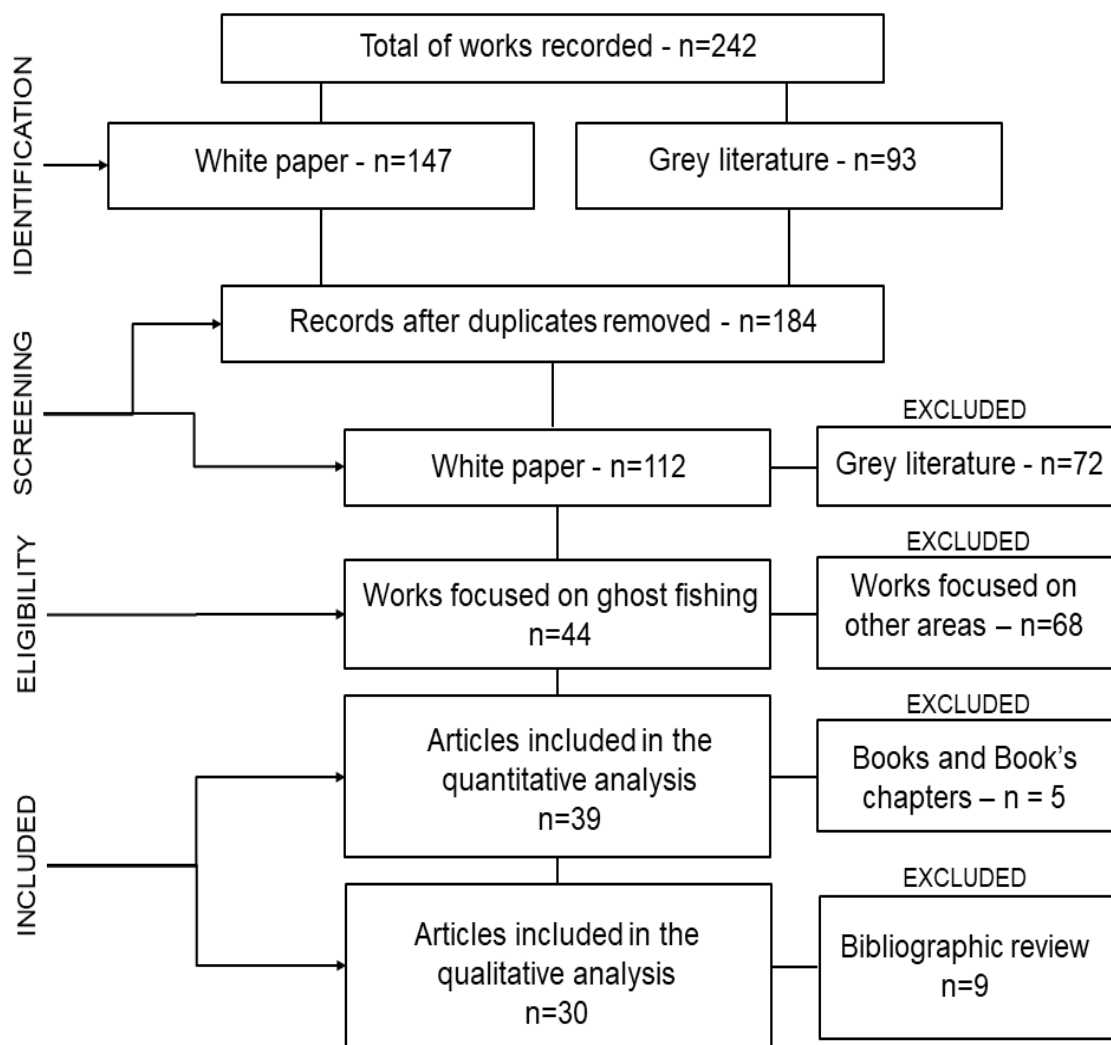 Total of works recorded - n=242
IDENTIFICATION
White paper - n=147
Grey literature - n=93
Records after duplicates removed - n=184
SCREENING
EXCLUDED
White paper - n=112
Grey literature - n=72
EXCLUDED
ELIGIBILITY
Works focused on ghost fishing
n=44
Works focused on
other areas – n=68
EXCLUDED
INCLUDED
Articles included in the
quantitative analysis
n=39
Books and Book’s
chapters – n = 5
EXCLUDED
Articles included in the
qualitative analysis
n=30
Bibliographic review
n=9